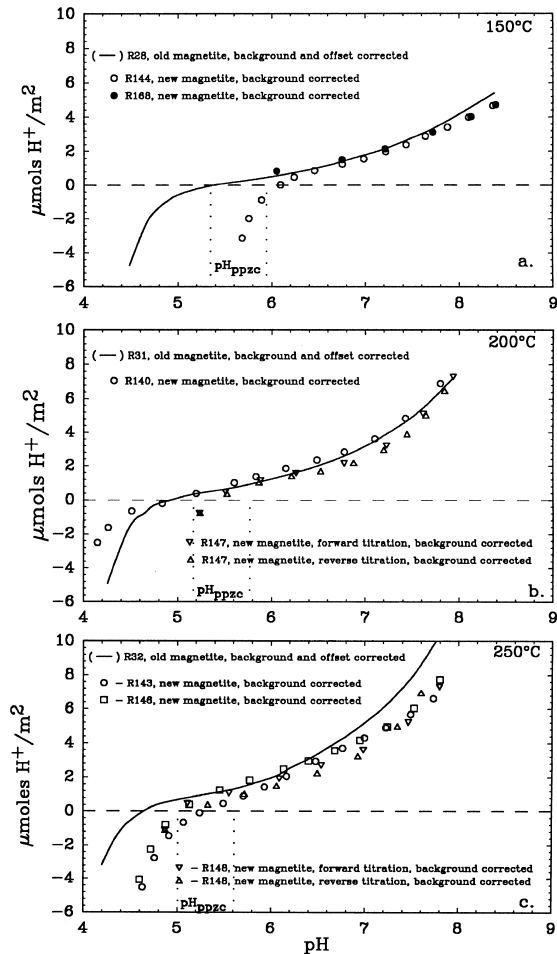 150°C
(—) R28, old magnetite, background and offset corrected
○ R144, new magnetite, background corrected
● R168, new magnetite, background corrected
μmols H+/m2
10
8
6
4
2
0
-2
-4
-6
pHppzc
a.
4 5 6 7 8 9
200°C
(—) R31, old magnetite, background and offset corrected
○ R140, new magnetite, background corrected
μmols H+/m2
10
8
6
4
2
0
-2
-4
-6
▽ R147, new magnetite, forward titration, background corrected
△ R147, new magnetite, reverse titration, background corrected
pHppzc
b.
4 5 6 7 8 9
250°C
(—) R32, old magnetite, background and offset corrected
○ – R143, new magnetite, background corrected
□ – R146, new magnetite, background corrected
μmoles H+/m2
10
8
6
4
2
0
-2
-4
-6
▽ – R148, new magnetite, forward titration, background corrected
△ – R148, new magnetite, reverse titration, background corrected
pHppzc
c.
4 5 6 7 8 9
pH